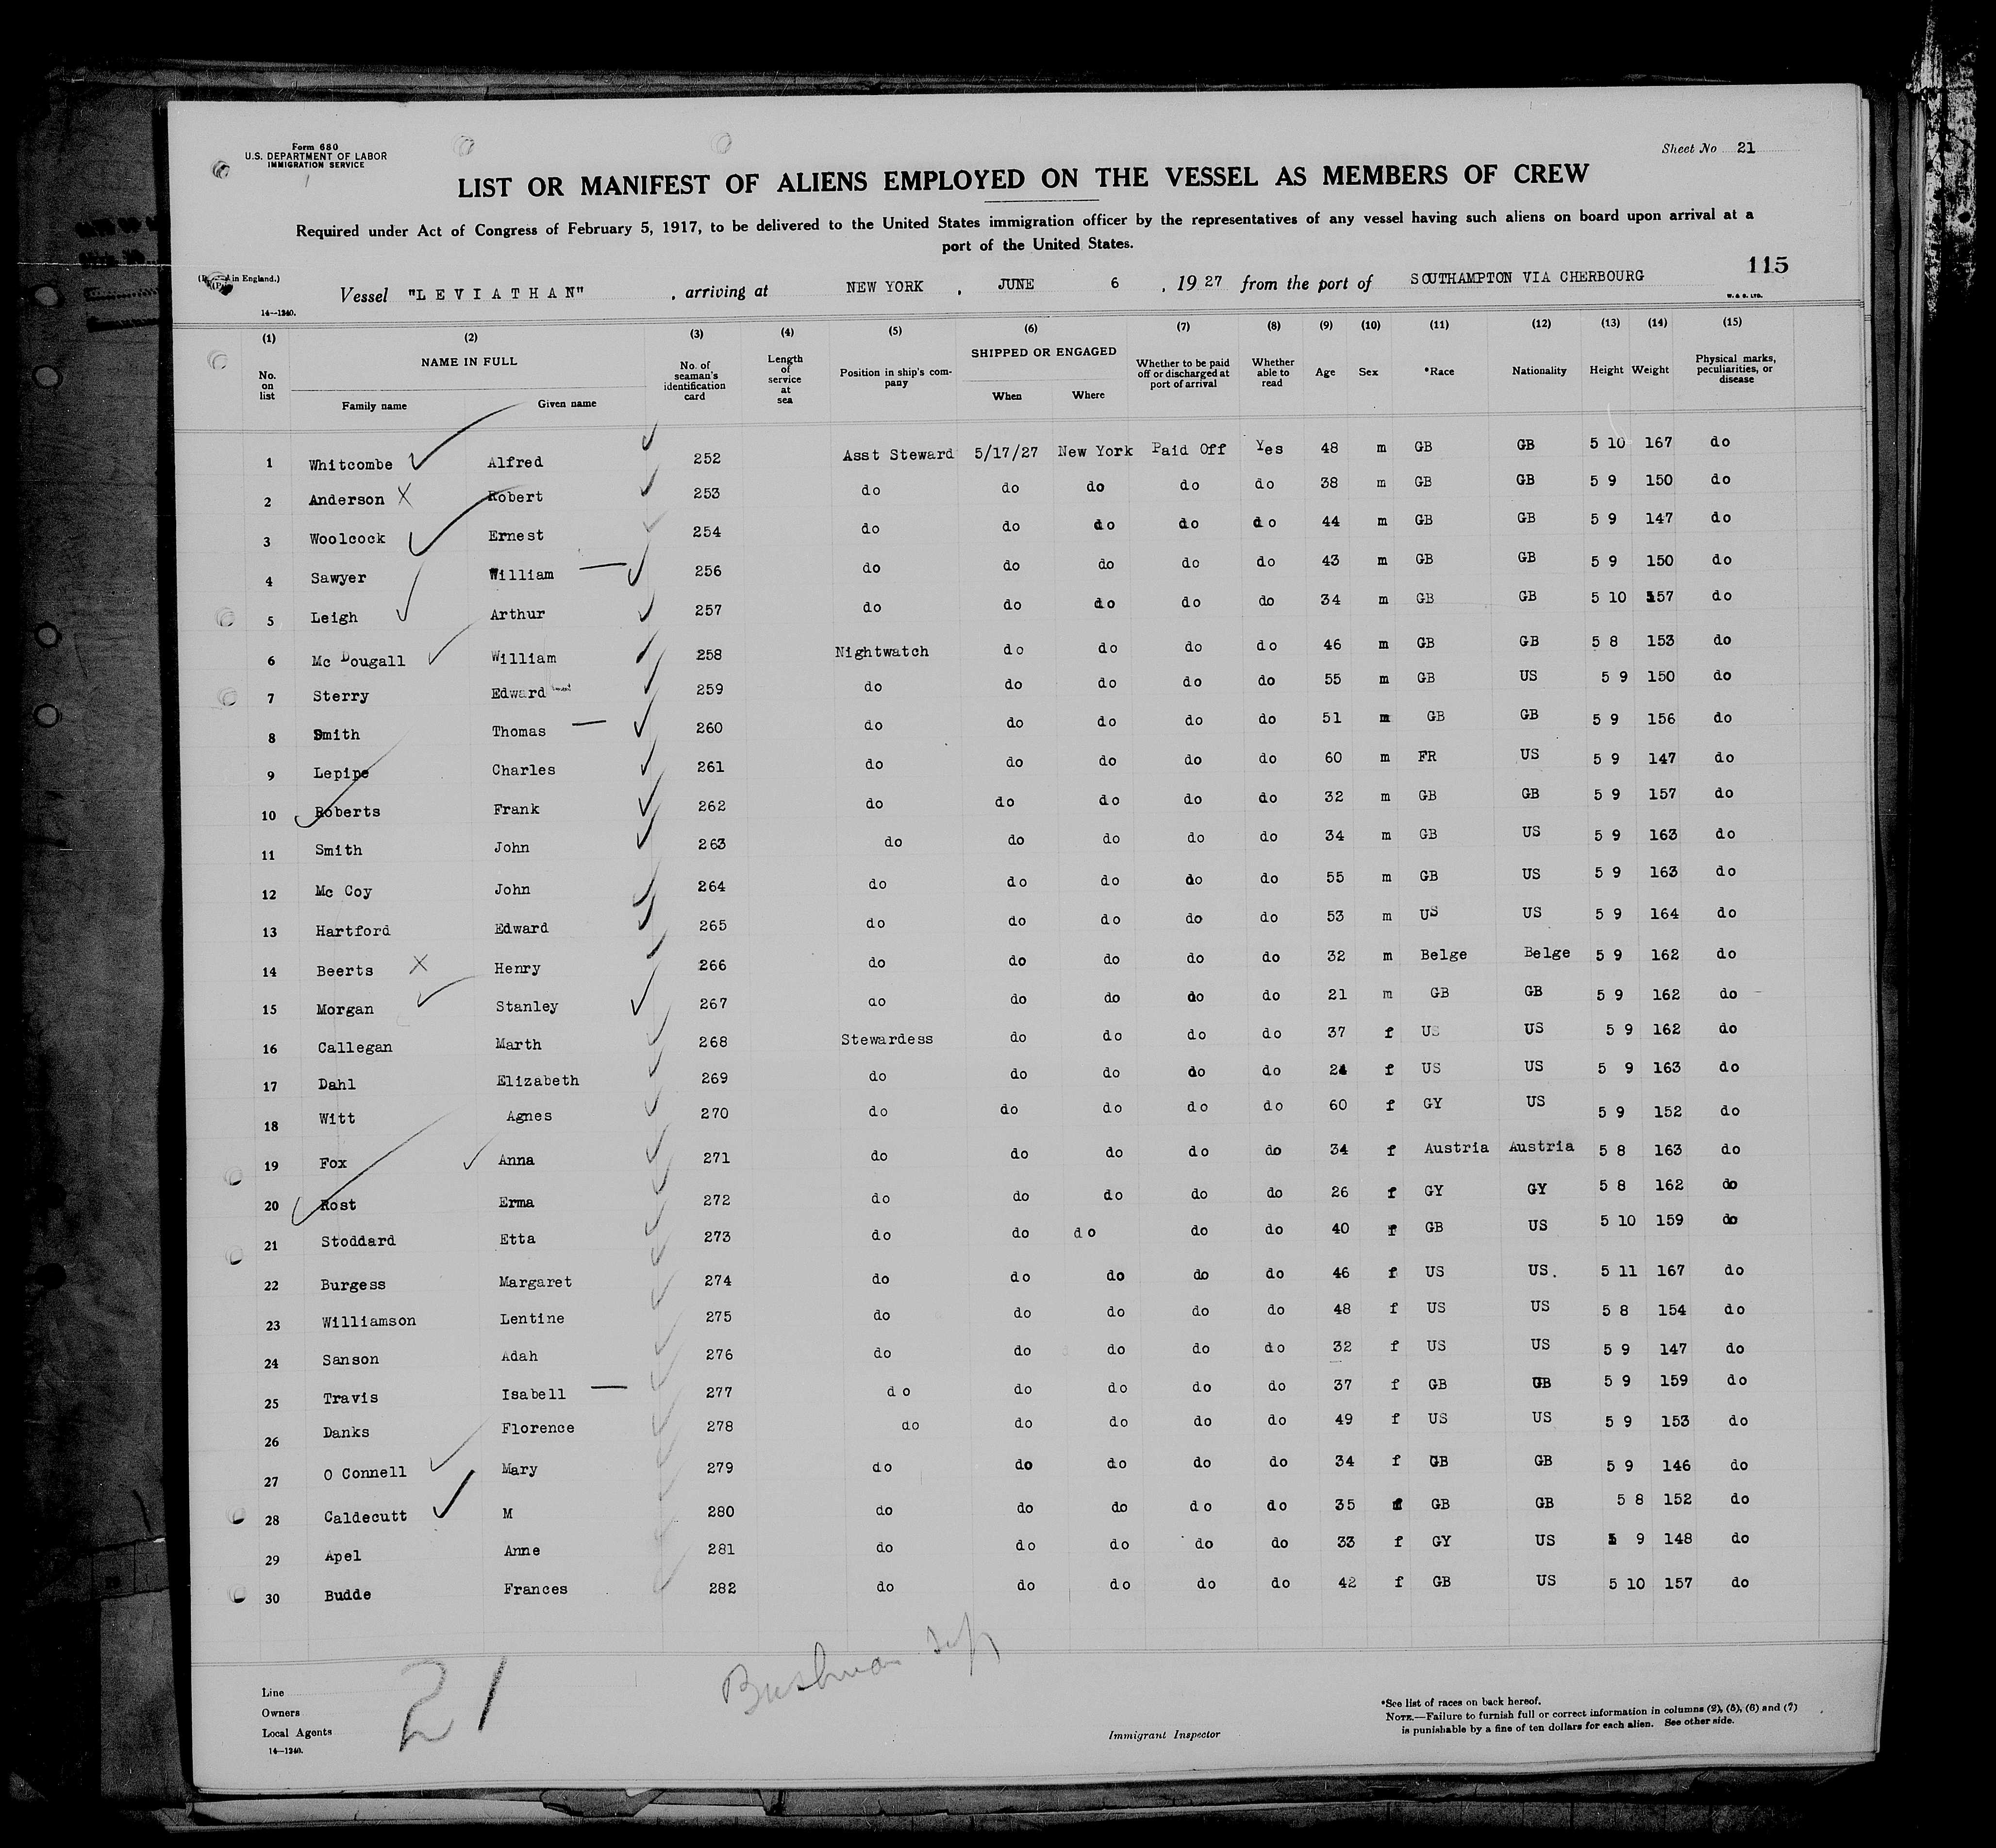 Form 680
U.S. DEPARTMENT OF LABOR
IMMIGRATION SERVICE
Sheet No 21
LIST OR MANIFEST OF ALIENS EMPLOYED ON THE VESSEL AS MEMBERS OF CREW
Required under Act of Congress of February 5, 1917, to be delivered to the United States immigration officer by the representatives of any vessel having such aliens on board upon arrival at a
port of the United States.
in England.)
115
Vessel "LEVIATHAN" , arriving at NEW YORK , JUNE 6 , 1927 from the port of SOUTHAMPTON VIA CHERBOURG
14—1240.
W. & S. LTD.
(1) (2) (3) (4) (5) (6) (7) (8) (9) (10) (11) (12) (13) (14) (15)
No. on list NAME IN FULL Family name Given name No. of seaman's identification card Length of service at sea Position in ship's company SHIPPED OR ENGAGED When Where Whether to be paid off or discharged at port of arrival Whether able to read Age Sex *Race Nationality Height Weight Physical marks, peculiarities, or disease
1 Whitcombe Alfred 252 Asst Steward 5/17/27 New York Paid Off Yes 48 m GB GB 5 10 167 do
2 Anderson Robert 253 do do do do do 38 m GB GB 5 9 150 do
3 Woolcock Ernest 254 do do do do do 44 m GB GB 5 9 147 do
4 Sawyer William 256 do do do do do 43 m GB GB 5 9 150 do
5 Leigh Arthur 257 do do do do do 34 m GB GB 5 10 157 do
6 Mc Dougall William 258 Nightwatch do do do do 46 m GB GB 5 8 153 do
7 Sterry Edward 259 do do do do do 55 m GB US 5 9 150 do
8 Smith Thomas 260 do do do do do 51 m GB GB 5 9 156 do
9 Lepipe Charles 261 do do do do do 60 m FR US 5 9 147 do
10 Roberts Frank 262 do do do do do 32 m GB GB 5 9 157 do
11 Smith John 263 do do do do do 34 m GB US 5 9 163 do
12 Mc Coy John 264 do do do do do 55 m GB US 5 9 163 do
13 Hartford Edward 265 do do do do do 53 m US US 5 9 164 do
14 Beerts Henry 266 do do do do do 32 m Belge Belge 5 9 162 do
15 Morgan Stanley 267 do do do do do 21 m GB GB 5 9 162 do
16 Callegan Marth 268 Stewardess do do do do 37 f US US 5 9 162 do
17 Dahl Elizabeth 269 do do do do do 24 f US US 5 9 163 do
18 Witt Agnes 270 do do do do do 60 f GY US 5 9 152 do
19 Fox Anna 271 do do do do do 34 f Austria Austria 5 8 163 do
20 Rost Erma 272 do do do do do 26 f GY GY 5 8 162 do
21 Stoddard Etta 273 do do do do do 40 f GB US 5 10 159 do
22 Burgess Margaret 274 do do do do do 46 f US US. 5 11 167 do
23 Williamson Lentine 275 do do do do do 48 f US US 5 8 154 do
24 Sanson Adah 276 do do do do do 32 f US US 5 9 147 do
25 Travis Isabell 277 do do do do do 37 f GB GB 5 9 159 do
26 Danks Florence 278 do do do do do 49 f US US 5 9 153 do
27 O Connell Mary 279 do do do do do 34 f GB GB 5 9 146 do
28 Caldecutt M 280 do do do do do 35 f GB GB 5 8 152 do
29 Apel Anne 281 do do do do do 33 f GY US 9 148 do
30 Budde Frances 282 do do do do do 42 f GB US 5 10 157 do
Line
Owners
Local Agents
14—1240.
21
Immigrant Inspector
*See list of races on back hereof.
NOTE.—Failure to furnish full or correct information in columns (2), (5), (6) and (7)
is punishable by a fine of ten dollars for each alien. See other side.